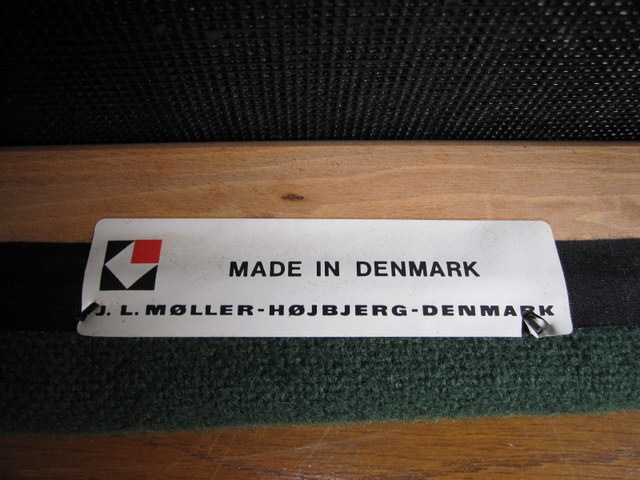 MADE IN DENMARK
J. L. MØLLER-HØJBJERG-DENMARK